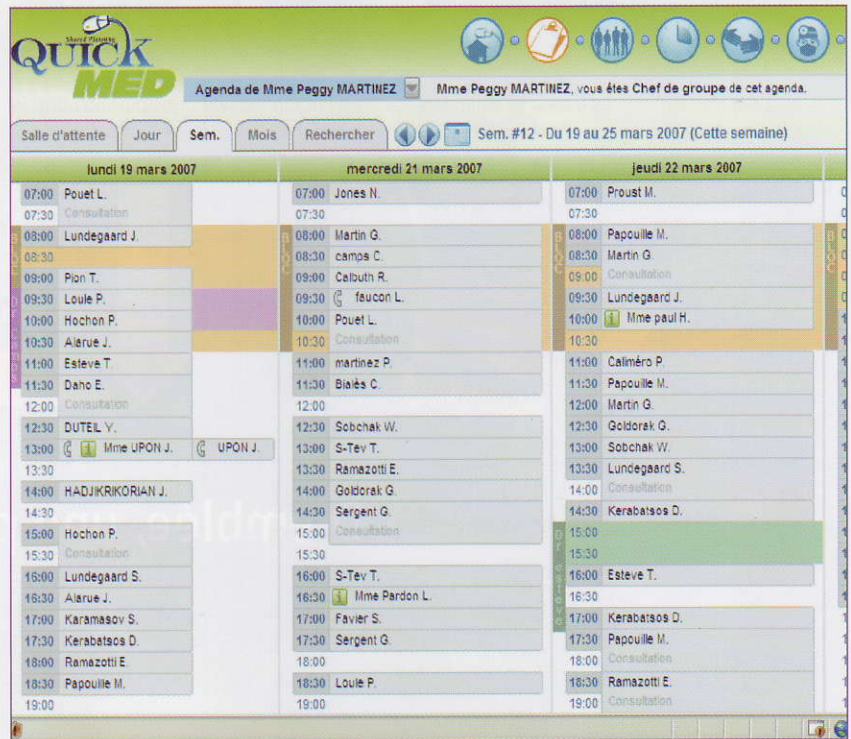 Shared Planning
QUICK
MED
Agenda de Mme Peggy MARTINEZ
Mme Peggy MARTINEZ, vous êtes Chef de groupe de cet agenda.
Salle d'attente Jour Sem. Mois Rechercher Sem. #12 - Du 19 au 25 mars 2007 (Cette semaine)
lundi 19 mars 2007
07:00 Pouet L.
07:30 Consultation
08:00 Lundegaard J.
08:30
09:00 Pion T.
09:30 Loule P.
10:00 Hochon P.
10:30 Alarue J.
11:00 Esteve T.
11:30 Daho E.
12:00 Consultation
12:30 DUTEIL Y.
13:00 Mme UPON J. UPON J.
13:30
14:00 HADJIKRIKORIAN J.
14:30
15:00 Hochon P.
15:30 Consultation
16:00 Lundegaard S.
16:30 Alarue J.
17:00 Karamasov S.
17:30 Kerabatsos D.
18:00 Ramazotti E.
18:30 Papouille M.
19:00
BLOC
mercredi 21 mars 2007
07:00 Jones N.
07:30
08:00 Martin G.
08:30 camps C.
09:00 Calbuth R.
09:30 faucon L.
10:00 Pouet L.
10:30 Consultation
11:00 martinez P.
11:30 Bialès C.
12:00
12:30 Sobchak W.
13:00 S-Tev T.
13:30 Ramazotti E.
14:00 Goldorak G.
14:30 Sergent G.
15:00 Consultation
15:30
16:00 S-Tev T.
16:30 Mme Pardon L.
17:00 Favier S.
17:30 Sergent G.
18:00
18:30 Loule P.
19:00
BLOC
jeudi 22 mars 2007
07:00 Proust M.
07:30
08:00 Papouille M.
08:30 Martin G.
09:00 Consultation
09:30 Lundegaard J.
10:00 Mme paul H.
10:30
11:00 Caliméro P.
11:30 Papouille M.
12:00 Martin G.
12:30 Goldorak G.
13:00 Sobchak W.
13:30 Lundegaard S.
14:00 Consultation
14:30 Kerabatsos D.
15:00
15:30
16:00 Esteve T.
16:30
17:00 Kerabatsos D.
17:30 Papouille M.
18:00 Consultation
18:30 Ramazotti E.
19:00 Consultation
BLOC